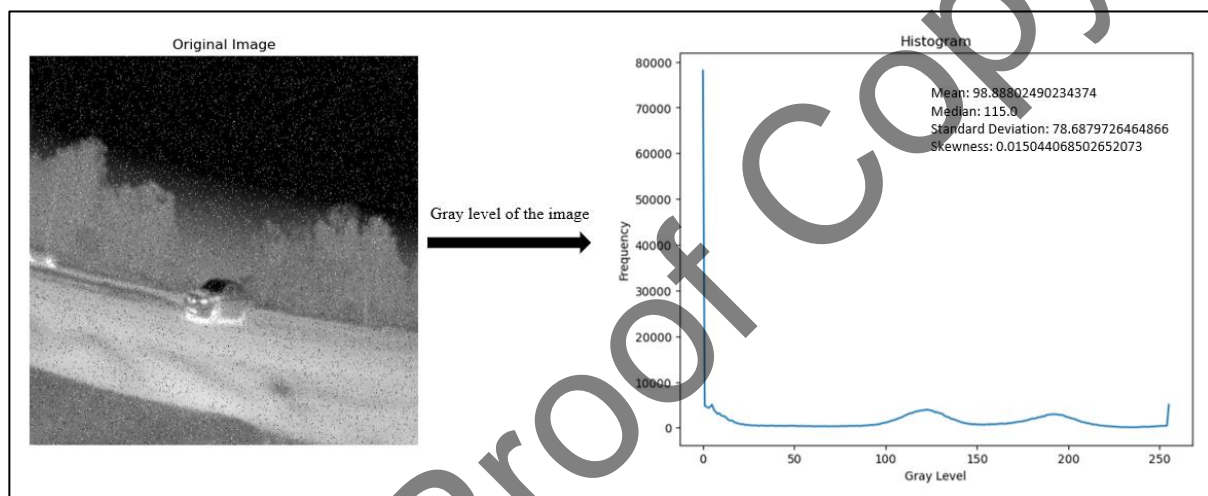 Original Image
Gray level of the image
Histogram
Mean: 98.88802490234374
Median: 115.0
Standard Deviation: 78.6879726464866
Skewness: 0.015044068502652073
Frequency
80000
70000
60000
50000
40000
30000
20000
10000
0
0 50 100 150 200 250
Gray Level
Proof Copy